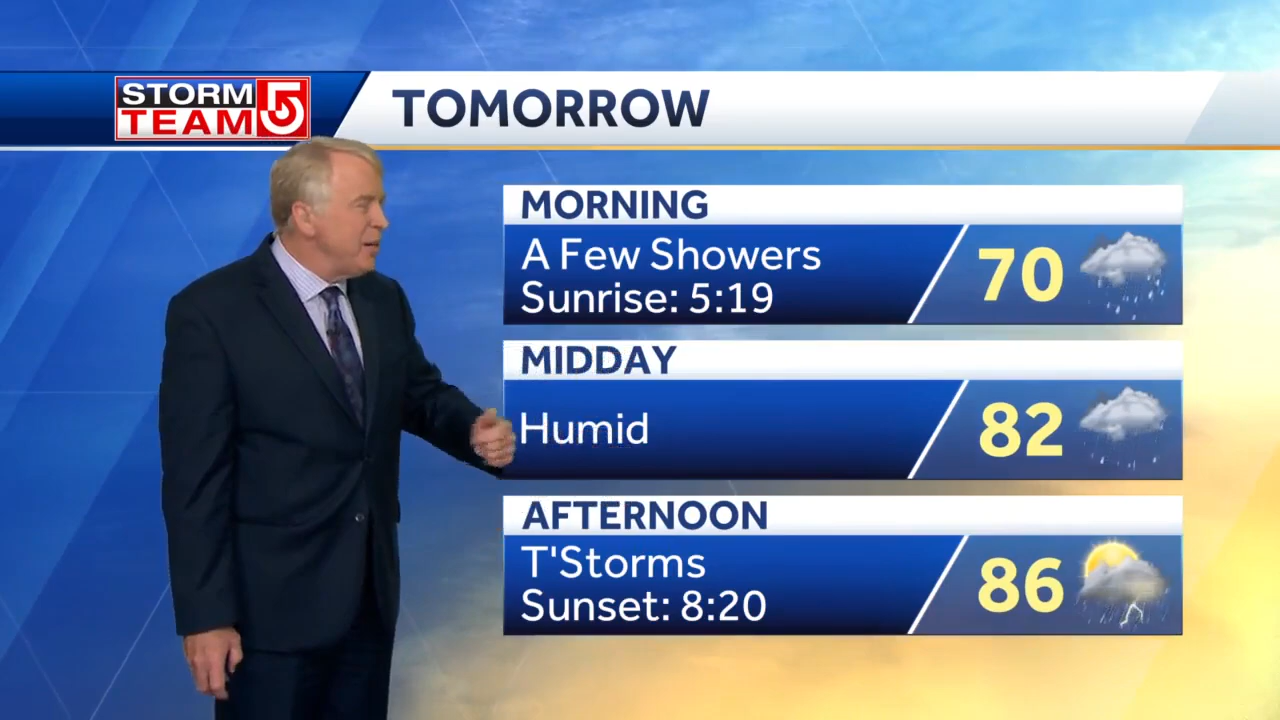 STORM
TEAM 5
TOMORROW
MORNING
A Few Showers
Sunrise: 5:19
70
MIDDAY
Humid
82
AFTERNOON
T'Storms
Sunset: 8:20
86